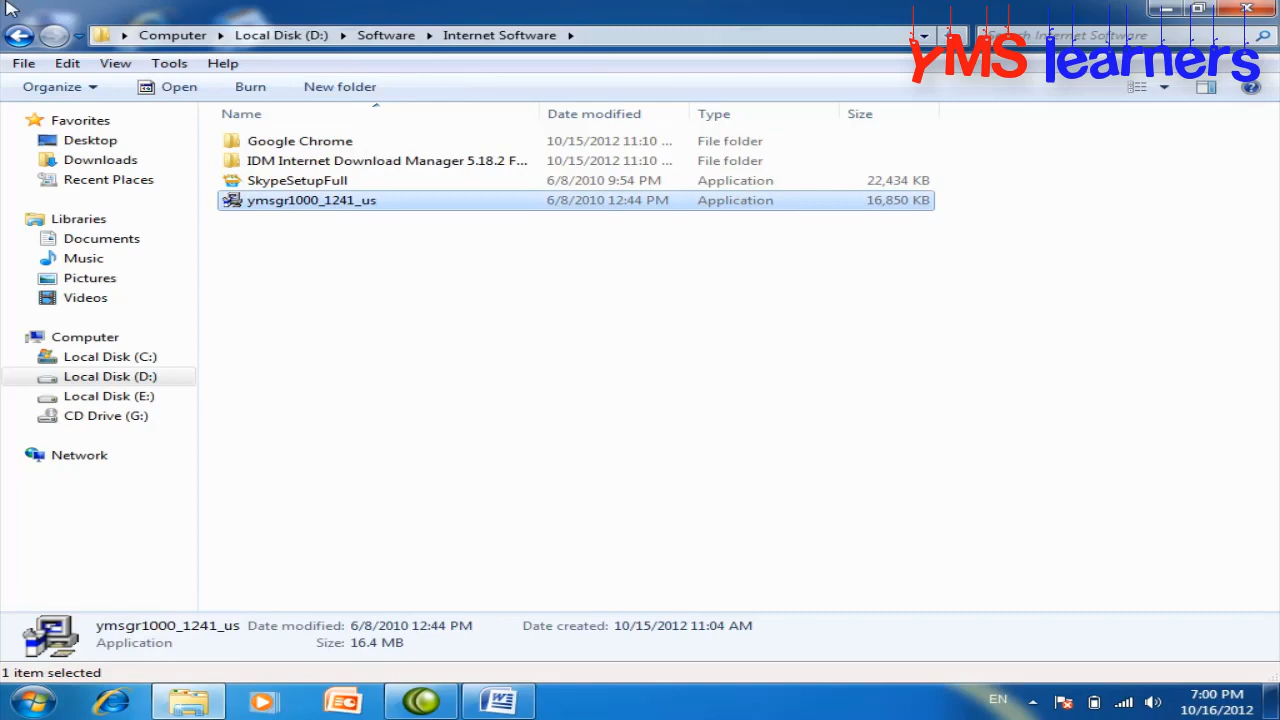 Computer Local Disk (D:) Software Internet Software Search Internet Software
YMS learners
File Edit View Tools Help
Organize Open Burn New folder
Name Date modified Type Size
Favorites
Desktop
Downloads
Recent Places
Libraries
Documents
Music
Pictures
Videos
Computer
Local Disk (C:)
Local Disk (D:)
Local Disk (E:)
CD Drive (G:)
Network
Google Chrome 10/15/2012 11:10 ... File folder
IDM Internet Download Manager 5.18.2 F... 10/15/2012 11:10 ... File folder
SkypeSetupFull 6/8/2010 9:54 PM Application 22,434 KB
ymsgr1000_1241_us 6/8/2010 12:44 PM Application 16,850 KB
ymsgr1000_1241_us Date modified: 6/8/2010 12:44 PM Date created: 10/15/2012 11:04 AM
Application Size: 16.4 MB
1 item selected
EN
7:00 PM
10/16/2012